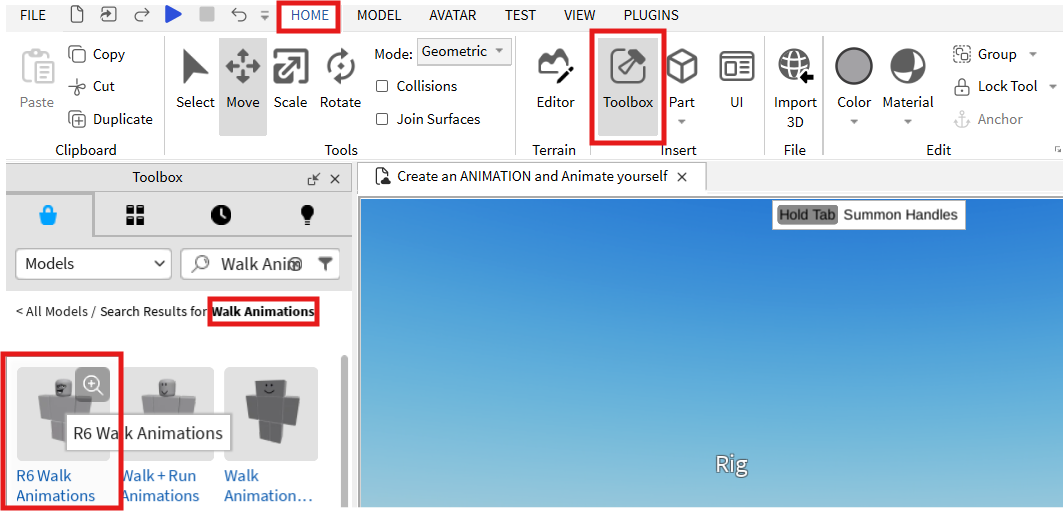 FILE HOME MODEL AVATAR TEST VIEW PLUGINS
Copy
Cut
Duplicate
Paste
Clipboard
Select Move Scale Rotate
Mode: Geometric
Collisions
Join Surfaces
Tools
Editor
Terrain
Toolbox Part UI
Insert
Import
3D
File
Color Material
Group
Lock Tool
Anchor
Edit
Toolbox
Create an ANIMATION and Animate yourself
Hold Tab Summon Handles
Models
Walk Anim
< All Models / Search Results for Walk Animations
R6 Walk Animations
R6 Walk
Animations
Walk + Run
Animations
Walk
Animation...
Rig